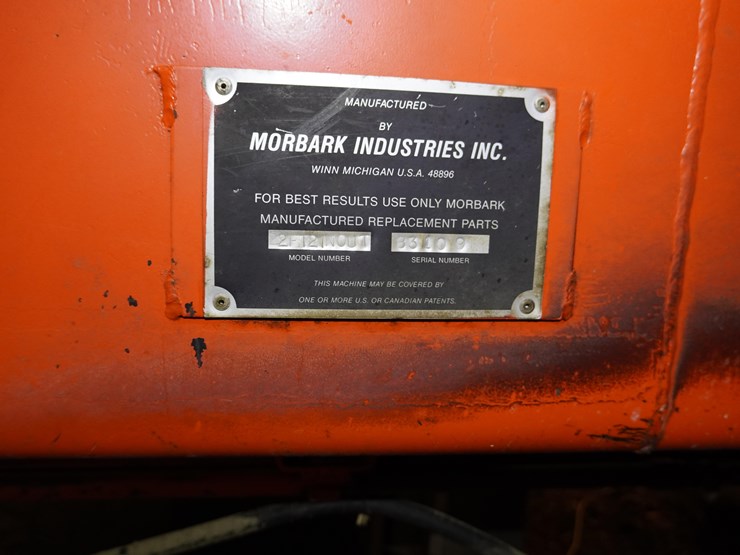 MANUFACTURED
BY
MORBARK INDUSTRIES INC.
WINN MICHIGAN U.S.A. 48896
FOR BEST RESULTS USE ONLY MORBARK
MANUFACTURED REPLACEMENT PARTS
MODEL NUMBER SERIAL NUMBER
THIS MACHINE MAY BE COVERED BY
ONE OR MORE U.S. OR CANADIAN PATENTS.